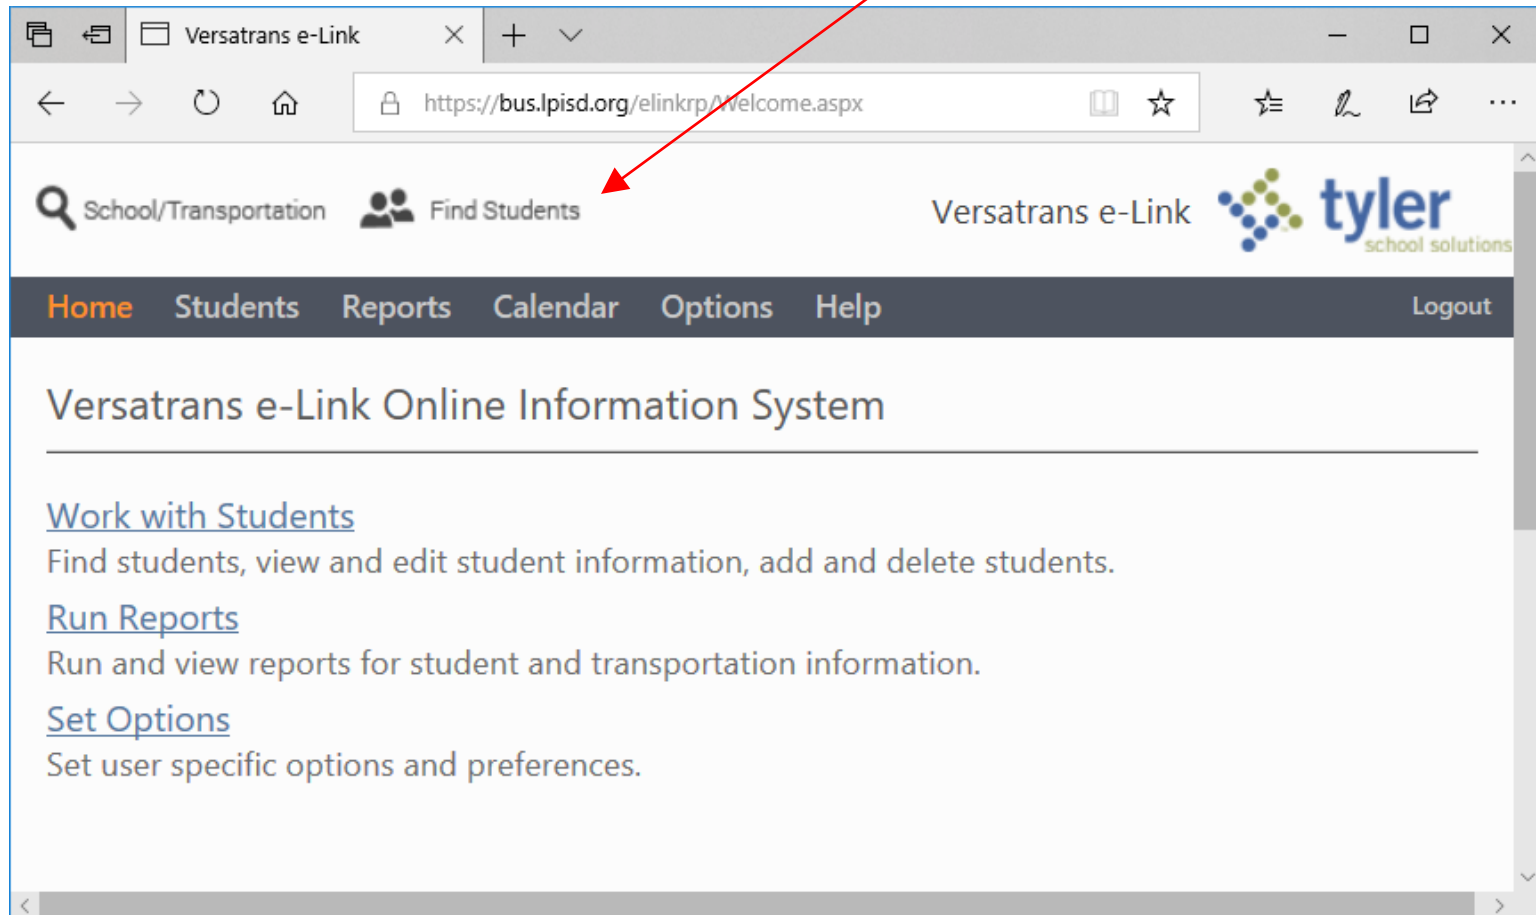 Versatrans e-Link
https://bus.lpisd.org/elinkrp/Welcome.aspx
School/Transportation Find Students Versatrans e-Link tyler
school solutions
Home Students Reports Calendar Options Help Logout
Versatrans e-Link Online Information System
Work with Students
Find students, view and edit student information, add and delete students.
Run Reports
Run and view reports for student and transportation information.
Set Options
Set user specific options and preferences.